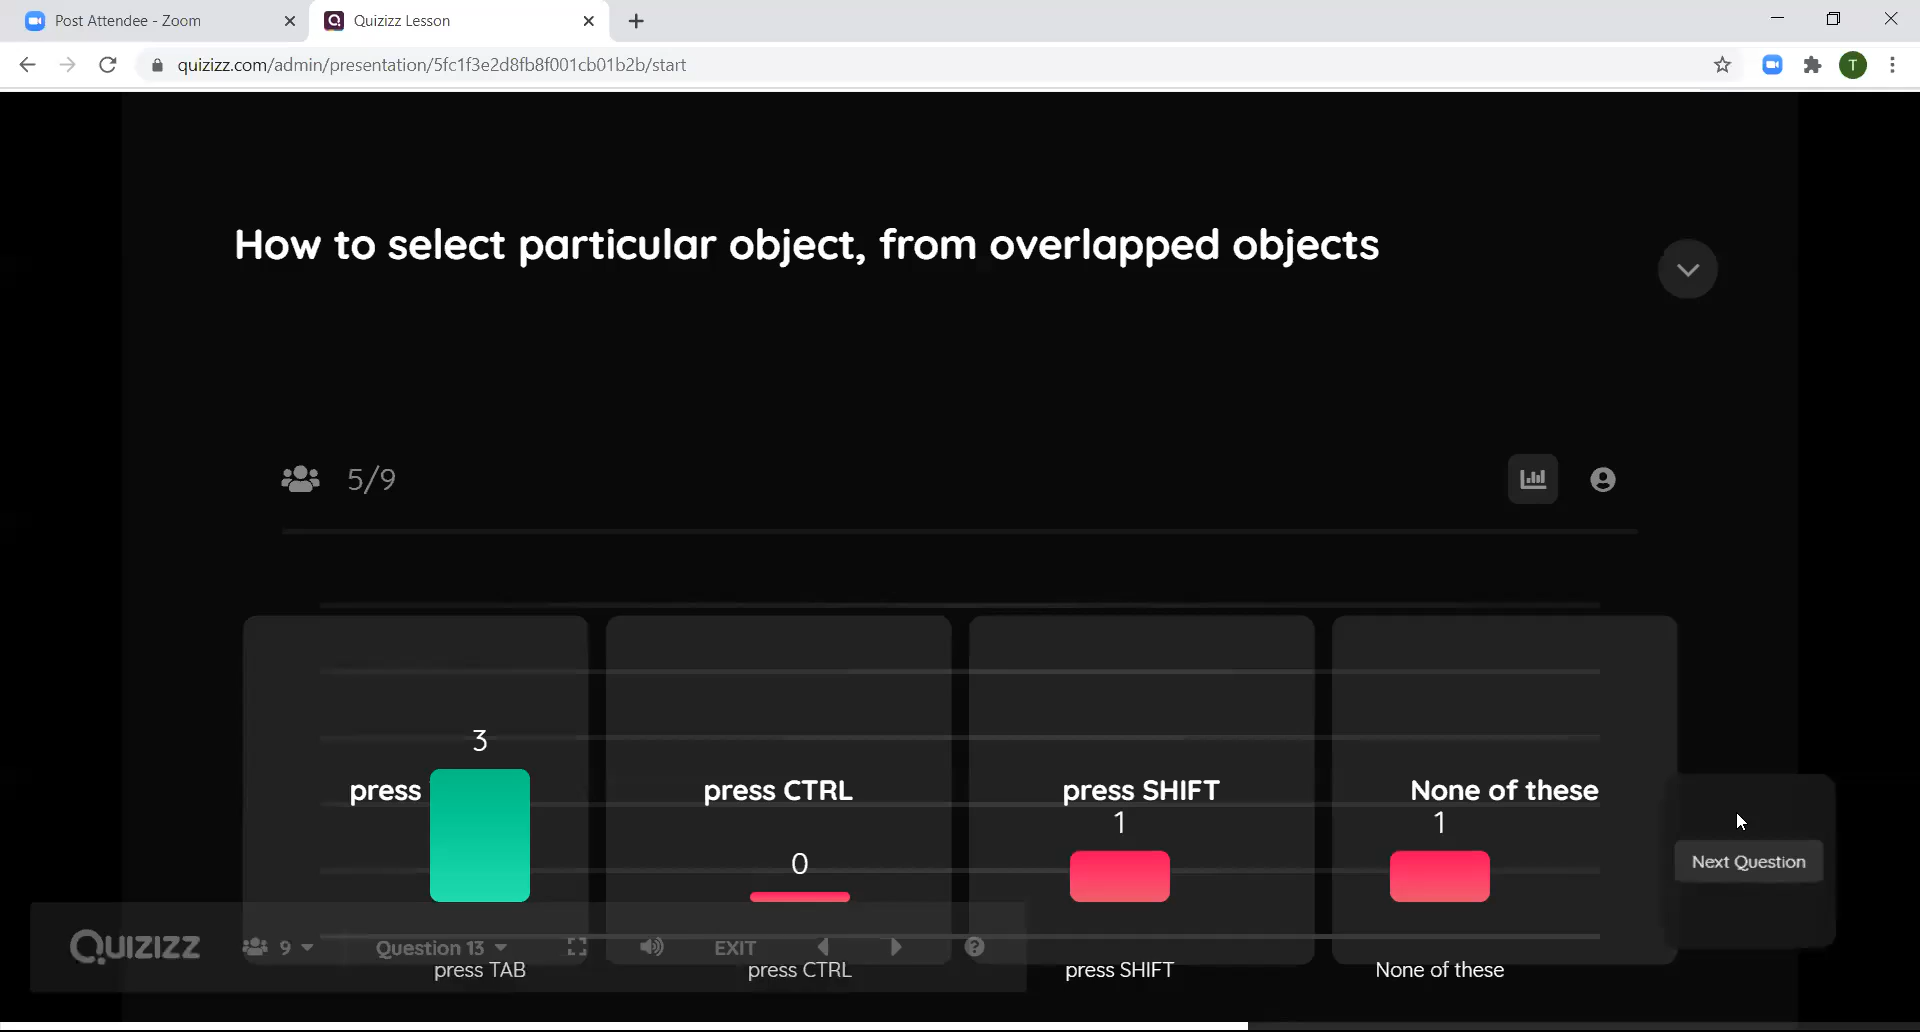 Post Attendee - Zoom
Quizizz Lesson
quizizz.com/admin/presentation/5fc1f3e2d8fb8f001cb01b2b/start
T
How to select particular object, from overlapped objects
5/9
3
press
press CTRL
press SHIFT
None of these
0
1
1
Next Question
QUIZIZZ
9
Question 13
EXIT
?
press TAB
press CTRL
press SHIFT
None of these